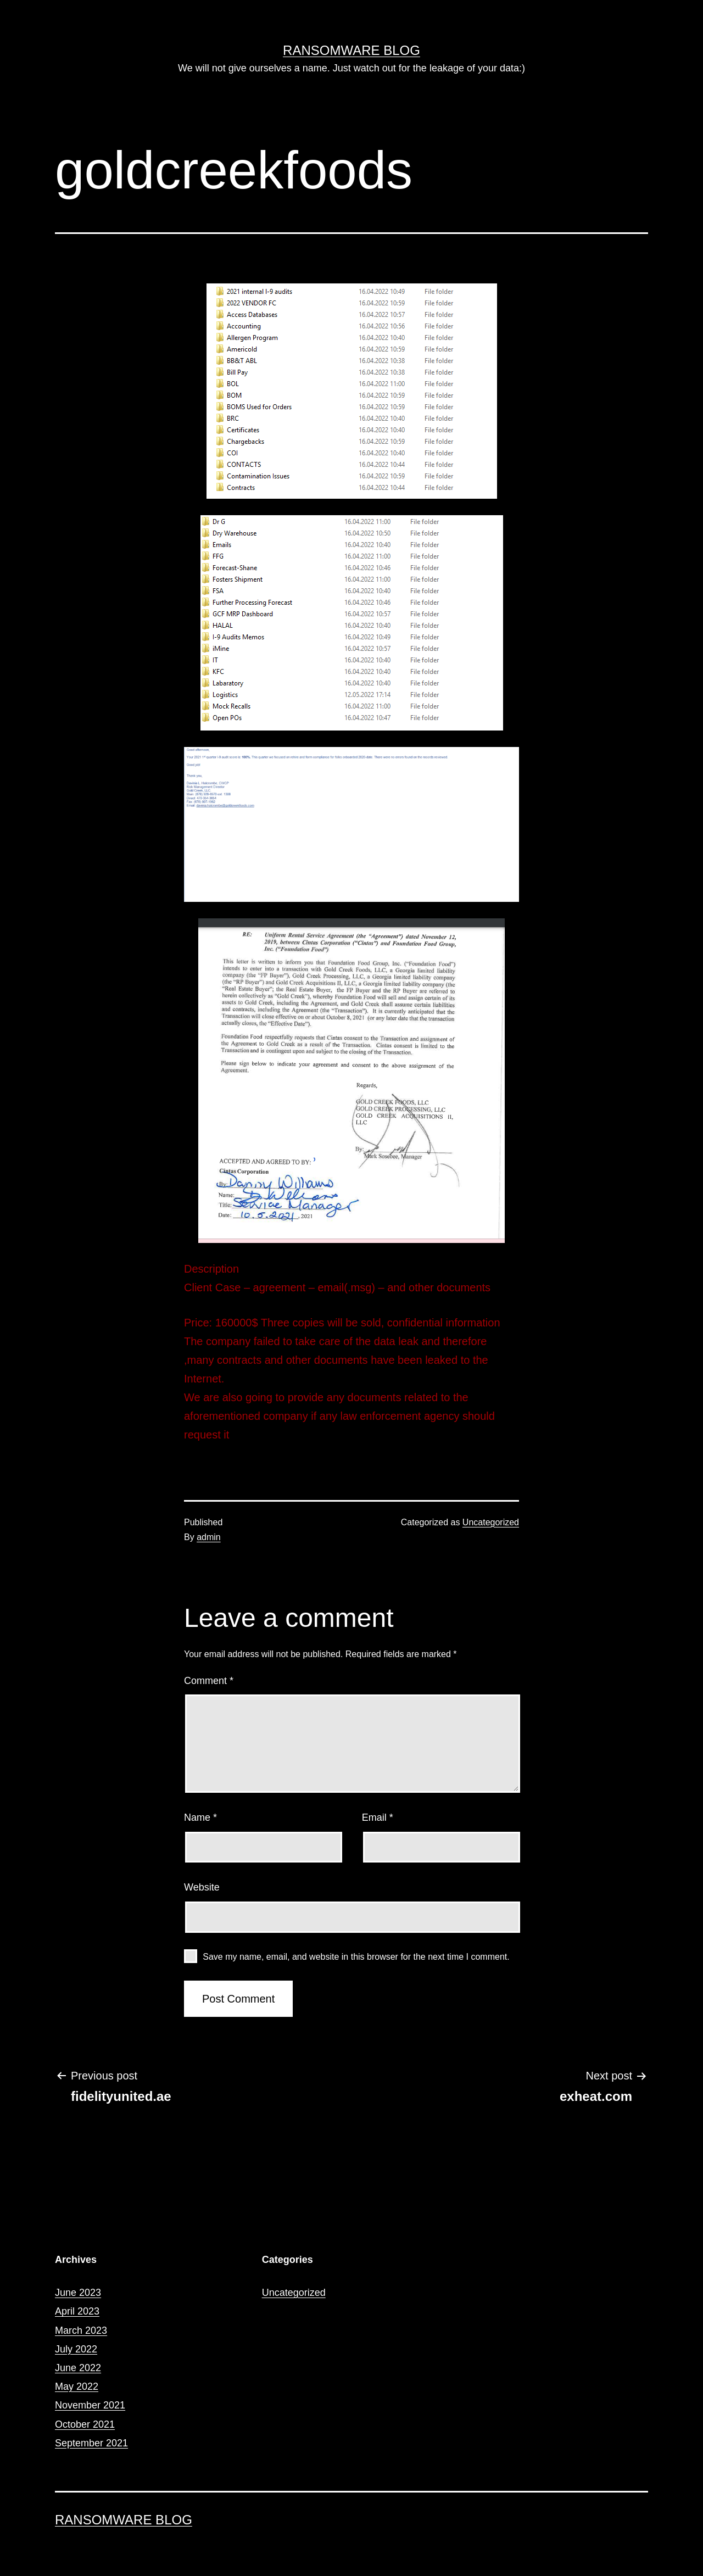 RANSOMWARE BLOG
We will not give ourselves a name. Just watch out for the leakage of your data:)
goldcreekfoods
2021 internal I-9 audits 16.04.2022 10:49 File folder
2022 VENDOR FC 16.04.2022 10:59 File folder
Access Databases 16.04.2022 10:57 File folder
Accounting 16.04.2022 10:56 File folder
Allergen Program 16.04.2022 10:40 File folder
Americold 16.04.2022 10:59 File folder
BB&T ABL 16.04.2022 10:38 File folder
Bill Pay 16.04.2022 10:38 File folder
BOL 16.04.2022 11:00 File folder
BOM 16.04.2022 10:59 File folder
BOMS Used for Orders 16.04.2022 10:59 File folder
BRC 16.04.2022 10:40 File folder
Certificates 16.04.2022 10:40 File folder
Chargebacks 16.04.2022 10:59 File folder
COI 16.04.2022 10:40 File folder
CONTACTS 16.04.2022 10:44 File folder
Contamination Issues 16.04.2022 10:59 File folder
Contracts 16.04.2022 10:44 File folder
Dr G 16.04.2022 11:00 File folder
Dry Warehouse 16.04.2022 10:50 File folder
Emails 16.04.2022 10:40 File folder
FFG 16.04.2022 11:00 File folder
Forecast-Shane 16.04.2022 10:46 File folder
Fosters Shipment 16.04.2022 11:00 File folder
FSA 16.04.2022 10:40 File folder
Further Processing Forecast 16.04.2022 10:46 File folder
GCF MRP Dashboard 16.04.2022 10:57 File folder
HALAL 16.04.2022 10:40 File folder
I-9 Audits Memos 16.04.2022 10:49 File folder
iMine 16.04.2022 10:57 File folder
IT 16.04.2022 10:40 File folder
KFC 16.04.2022 10:40 File folder
Labaratory 16.04.2022 10:40 File folder
Logistics 12.05.2022 17:14 File folder
Mock Recalls 16.04.2022 11:00 File folder
Open POs 16.04.2022 10:47 File folder
Thank you,
RE: Uniform Rental Service Agreement (the "Agreement") dated November 12,
2019, between Cintas Corporation ("Cintas") and Foundation Food Group,
Inc. ("Foundation Food")
This letter is written to inform you that Foundation Food Group, Inc. ("Foundation Food")
intends to enter into a transaction with Gold Creek Foods, LLC, a Georgia limited liability
company (the "FP Buyer"), Gold Creek Processing, LLC, a Georgia limited liability company
(the "RP Buyer") and Gold Creek Acquisitions II, LLC, a Georgia limited liability company
("Real Estate Buyer"; the Real Estate Buyer, the FP Buyer and the RP Buyer are referred to
herein collectively as "Gold Creek"), whereby Foundation Food will sell and assign certain of its
assets to Gold Creek, including the Agreement, and Gold Creek shall assume certain liabilities
and contracts, including the Agreement (the "Transaction"). It is currently anticipated that the
Transaction will close effective on or about October 8, 2021 (or any later date that the transaction
actually closes, the "Effective Date").
Foundation Food respectfully requests that Cintas consent to the Transaction and assignment of
the Agreement to Gold Creek as a result of the Transaction. Cintas consent is limited to the
Transaction and contingent upon and subject to closing of the Transaction.
Please sign below to indicate your agreement and consent to the above assignment of the
Agreement.
Regards,
GOLD CREEK FOODS, LLC
GOLD CREEK PROCESSING, LLC
GOLD CREEK ACQUISITIONS II,
LLC
By:
Mark Sosebee, Manager
ACCEPTED AND AGREED TO BY:
Cintas Corporation
By: Danny Williams
Name: D Williams
Title: Service Manager
Date: 10.5.2021, 2021
Description
Client Case – agreement – email(.msg) – and other documents
Price: 160000$ Three copies will be sold, confidential information
The company failed to take care of the data leak and therefore
,many contracts and other documents have been leaked to the
Internet.
We are also going to provide any documents related to the
aforementioned company if any law enforcement agency should
request it
Published
By admin
Categorized as Uncategorized
Leave a comment
Your email address will not be published. Required fields are marked *
Comment *
Name *
Email *
Website
Save my name, email, and website in this browser for the next time I comment.
Post Comment
← Previous post
fidelityunited.ae
Next post →
exheat.com
Archives
June 2023
April 2023
March 2023
July 2022
June 2022
May 2022
November 2021
October 2021
September 2021
Categories
Uncategorized
RANSOMWARE BLOG